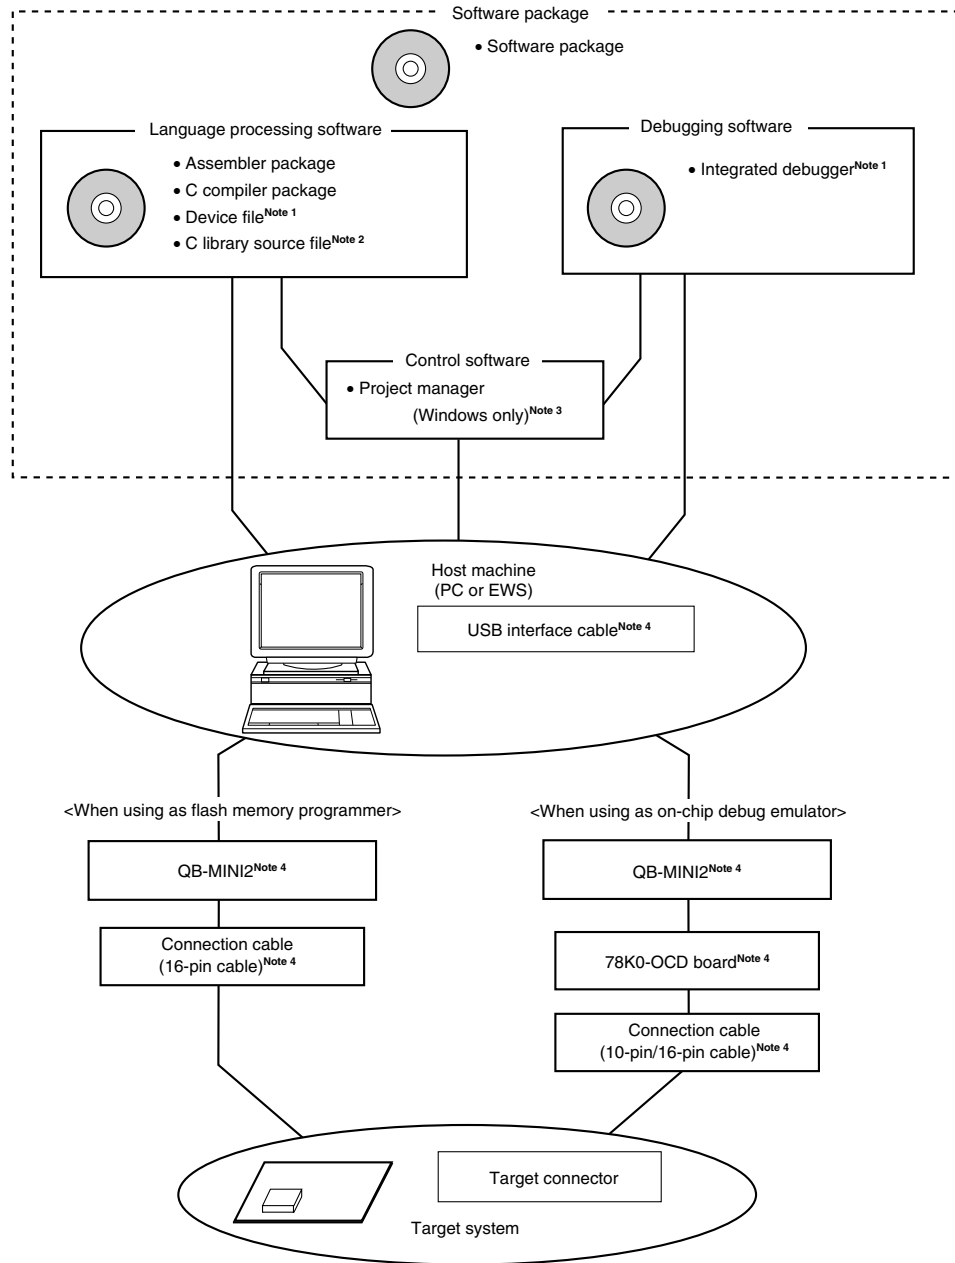 Software package
• Software package
Language processing software
• Assembler package
• C compiler package
• Device fileNote 1
• C library source fileNote 2
Debugging software
• Integrated debuggerNote 1
Control software
• Project manager
(Windows only)Note 3
Host machine
(PC or EWS)
USB interface cableNote 4
<When using as flash memory programmer>
QB-MINI2Note 4
Connection cable
(16-pin cable)Note 4
<When using as on-chip debug emulator>
QB-MINI2Note 4
78K0-OCD boardNote 4
Connection cable
(10-pin/16-pin cable)Note 4
Target connector
Target system